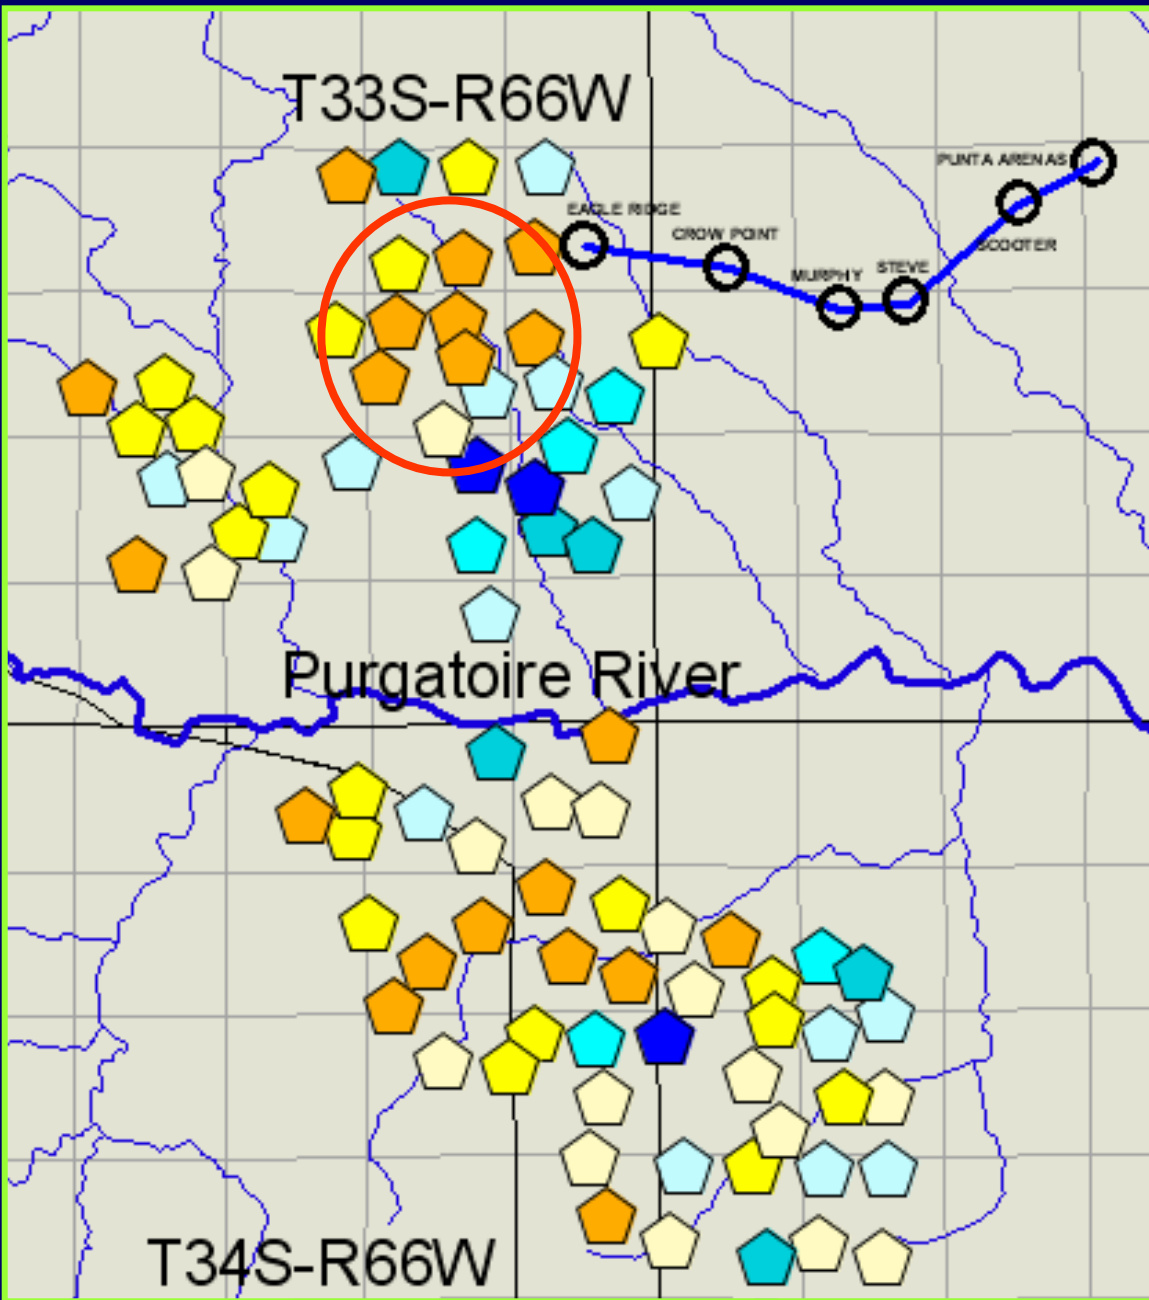 T33S-R66W
PUNTA ARENAS
EAGLE RIDGE
CROW POINT
SCOOTER
MURPHY
STEVE
Purgatoire River
T34S-R66W